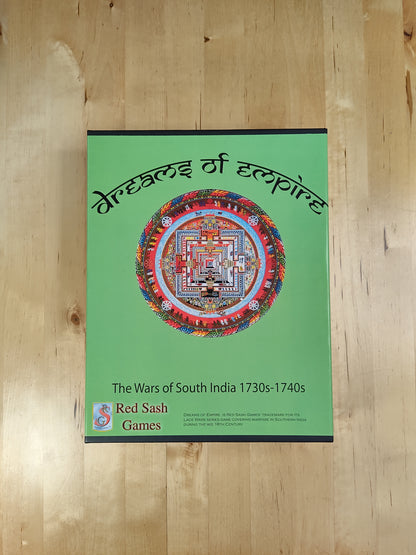 dreams of empire
The Wars of South India 1730s-1740s
Red Sash
Games
Dreams of Empire, is Red Sash Games' trademark for its
Lace Wars series game covering warfare in Southern India
during the mid 18th Century